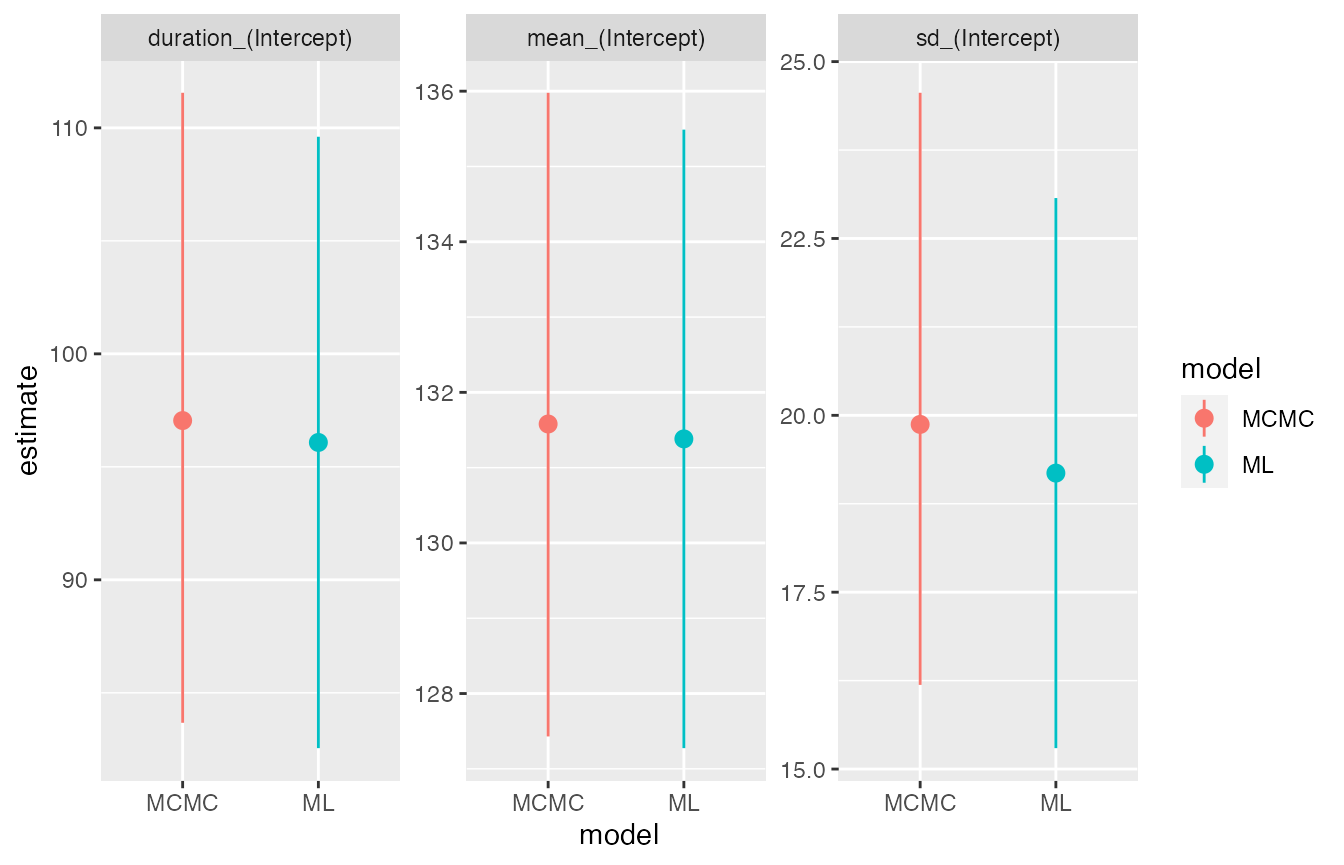 duration_(Intercept)
mean_(Intercept)
sd_(Intercept)
estimate
110
100
90
136
134
132
130
128
25.0
22.5
20.0
17.5
15.0
MCMC
ML
MCMC
ML
MCMC
ML
model
model
MCMC
ML